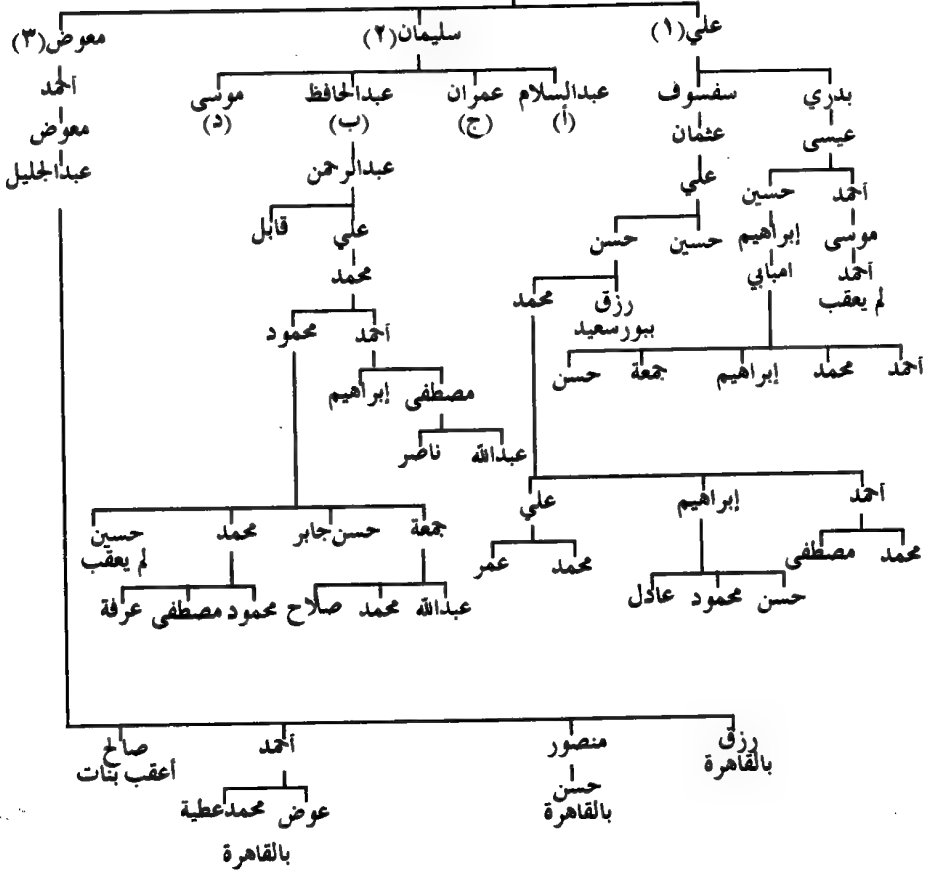 علي(١) سليمان(٢) معوض(٣)
بدري سفسوف عبدالسلام (أ) عمران (ج) عبدالحافظ (ب) موسى (د) أحمد
عيسى عثمان معوض
عبدالرحمن عبدالجليل
أحمد حسين علي
موسى إبراهيم حسين حسن علي قابل
أحمد امبابي محمد
لم يعقب رزق محمد
ببورسعيد أحمد محمود
أحمد محمد إبراهيم جمعة حسن
مصطفى إبراهيم
عبدالله ناصر
أحمد إبراهيم علي
جمعة حسن جابر محمد حسين
لم يعقب
محمد مصطفى محمد عمر
حسن محمود عادل
عبدالله محمد صلاح محمود مصطفى عرفة
رزق منصور أحمد صالح
بالقاهرة أعقب بنات
حسن
بالقاهرة
عوض محمدعطية
بالقاهرة